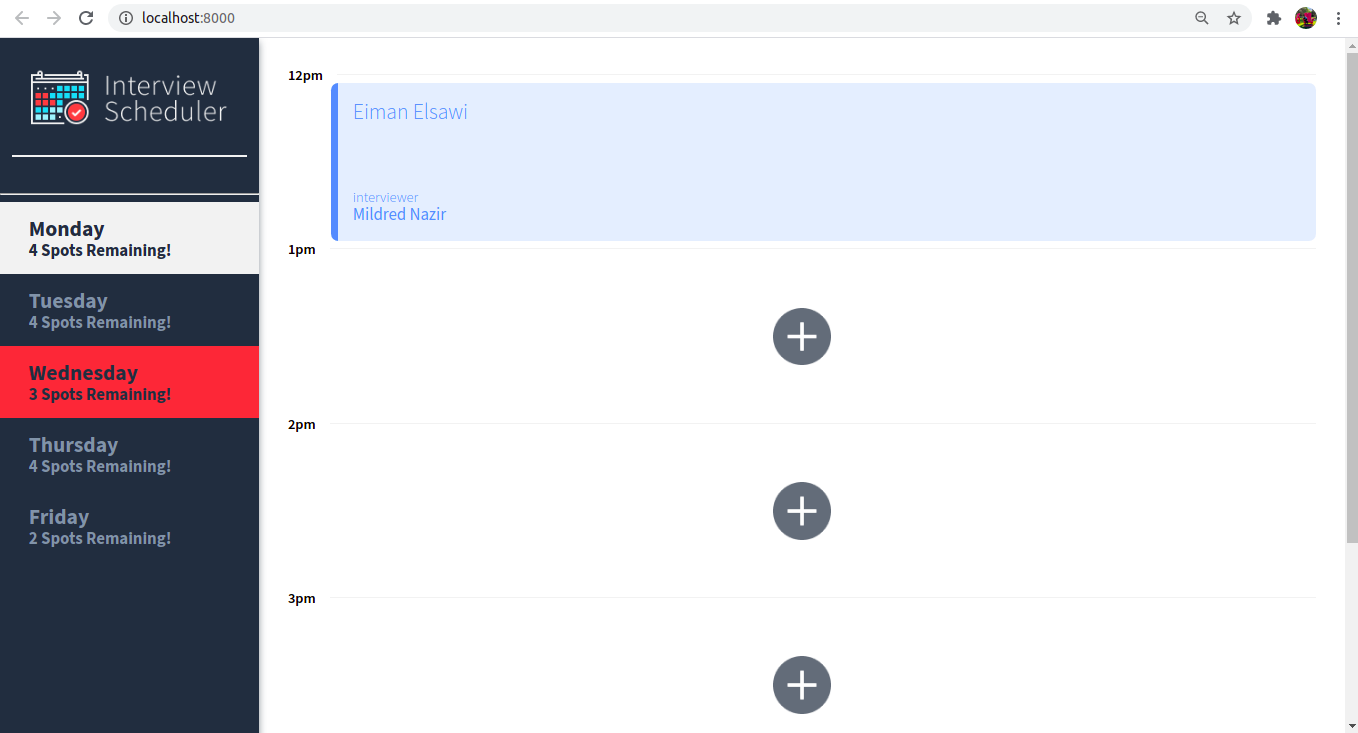 localhost:8000
Interview
Scheduler
Monday
4 Spots Remaining!
Tuesday
4 Spots Remaining!
Wednesday
3 Spots Remaining!
Thursday
4 Spots Remaining!
Friday
2 Spots Remaining!
12pm
Eiman Elsawi
interviewer
Mildred Nazir
1pm
2pm
3pm